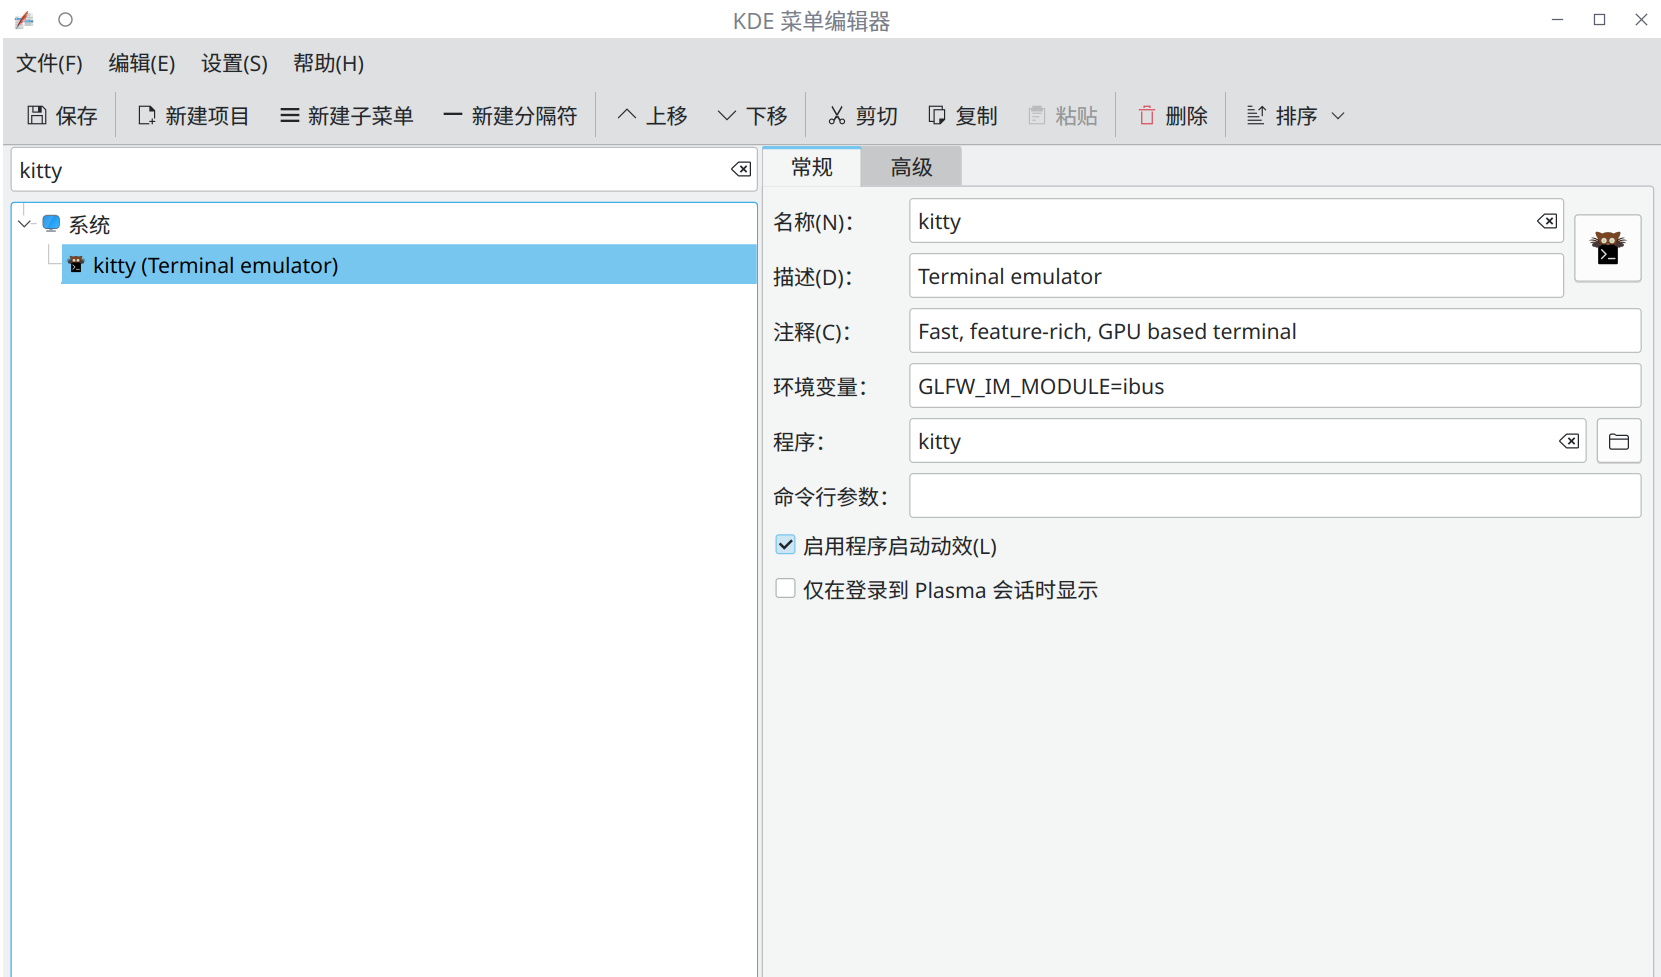 KDE 菜单编辑器
文件(F) 编辑(E) 设置(S) 帮助(H)
保存 新建项目 新建子菜单 新建分隔符 上移 下移 剪切 复制 粘贴 删除 排序
kitty
系统
kitty (Terminal emulator)
常规 高级
名称(N)： kitty
描述(D)： Terminal emulator
注释(C)： Fast, feature-rich, GPU based terminal
环境变量： GLFW_IM_MODULE=ibus
程序： kitty
命令行参数：
启用程序启动动效(L)
仅在登录到 Plasma 会话时显示